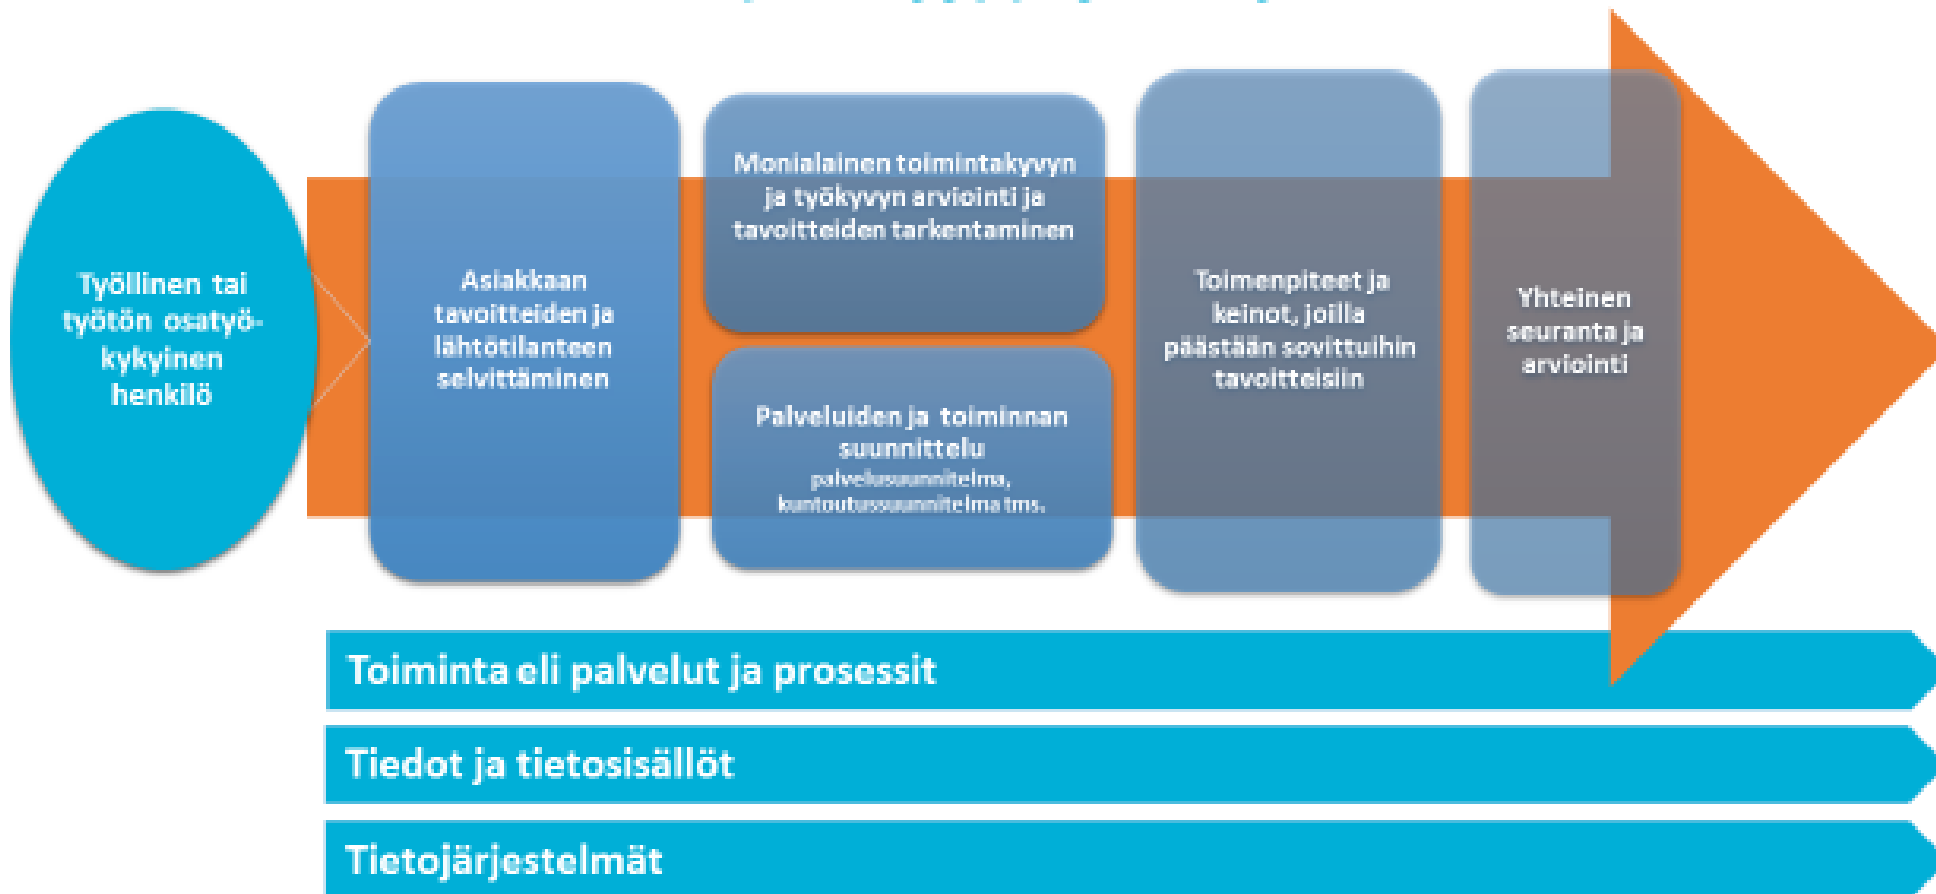 Työllinen tai
työtön osatyö-
kykyinen
henkilö
Asiakkaan
tavoitteiden ja
lähtötilanteen
selvittäminen
Monialainen toimintakyvyn
ja työkyvyn arviointi ja
tavoitteiden tarkentaminen
Palveluiden ja toiminnan
suunnittelu
palvelusuunnitelma,
kuntoutussuunnitelma tms.
Toimenpiteet ja
keinot, joilla
päästään sovittuihin
tavoitteisiin
Yhteinen
seuranta ja
arviointi
Toiminta eli palvelut ja prosessit
Tiedot ja tietosisällöt
Tietojärjestelmät